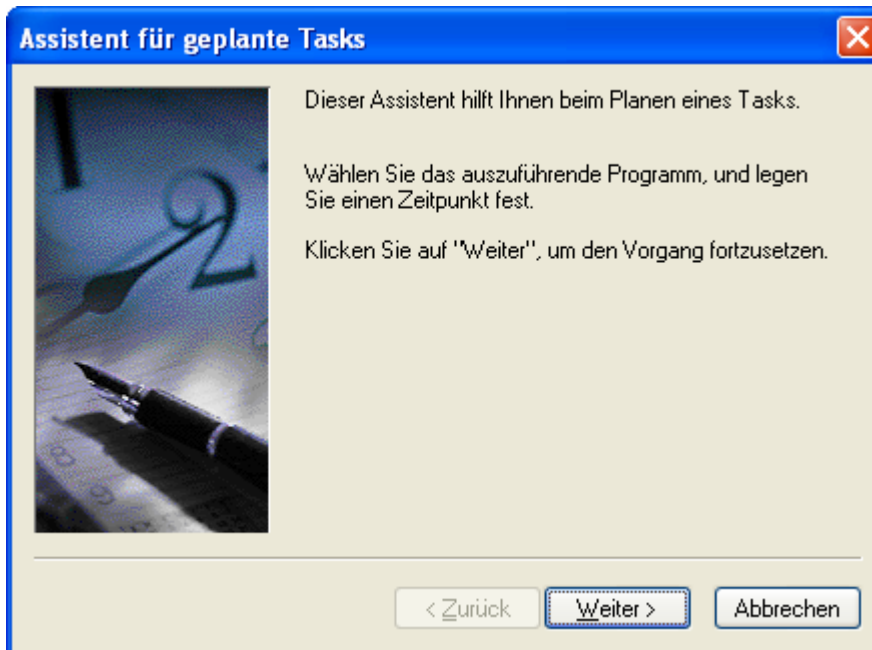 Assistent für geplante Tasks
Dieser Assistent hilft Ihnen beim Planen eines Tasks.
Wählen Sie das auszuführende Programm, und legen
Sie einen Zeitpunkt fest.
Klicken Sie auf "Weiter", um den Vorgang fortzusetzen.
< Zurück
Weiter >
Abbrechen